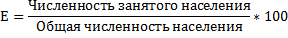 E = Численность занятого населения
Общая численность населения * 100